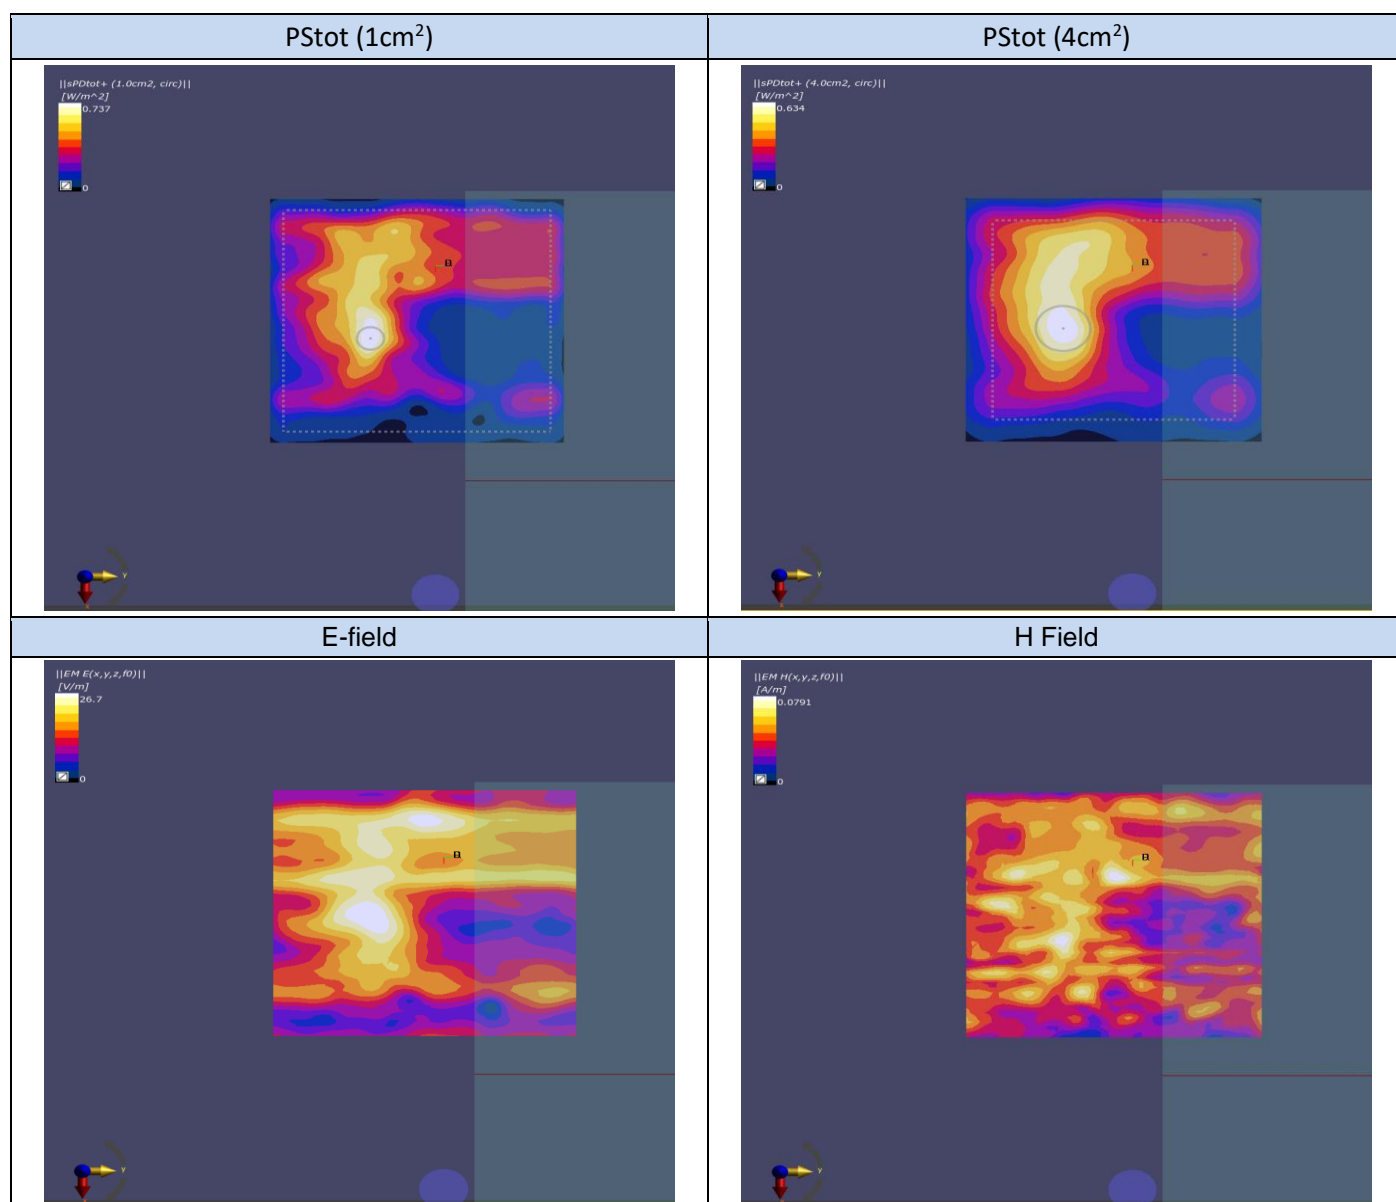 PStot (1cm²)
PStot (4cm²)
||sPDtot+ (1.0cm2, circ)||
[W/m^2]
0.737
0
y
||sPDtot+ (4.0cm2, circ)||
[W/m^2]
0.634
0
y
E-field
H Field
||EM E(x,y,z,f0)||
[V/m]
26.7
0
y
||EM H(x,y,z,f0)||
[A/m]
0.0791
0
y